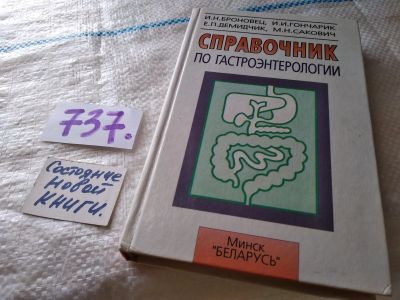 И.Н.БРОНОВЕЦ, И.И.ГОНЧАРИК,
Е.П.ДЕМИДЧИК, М.Н.САКОВИЧ
СПРАВОЧНИК
ПО ГАСТРОЭНТЕРОЛОГИИ
МИНСК
"БЕЛАРУСЬ"
737.
Состояние
Новой
КНИГИ.